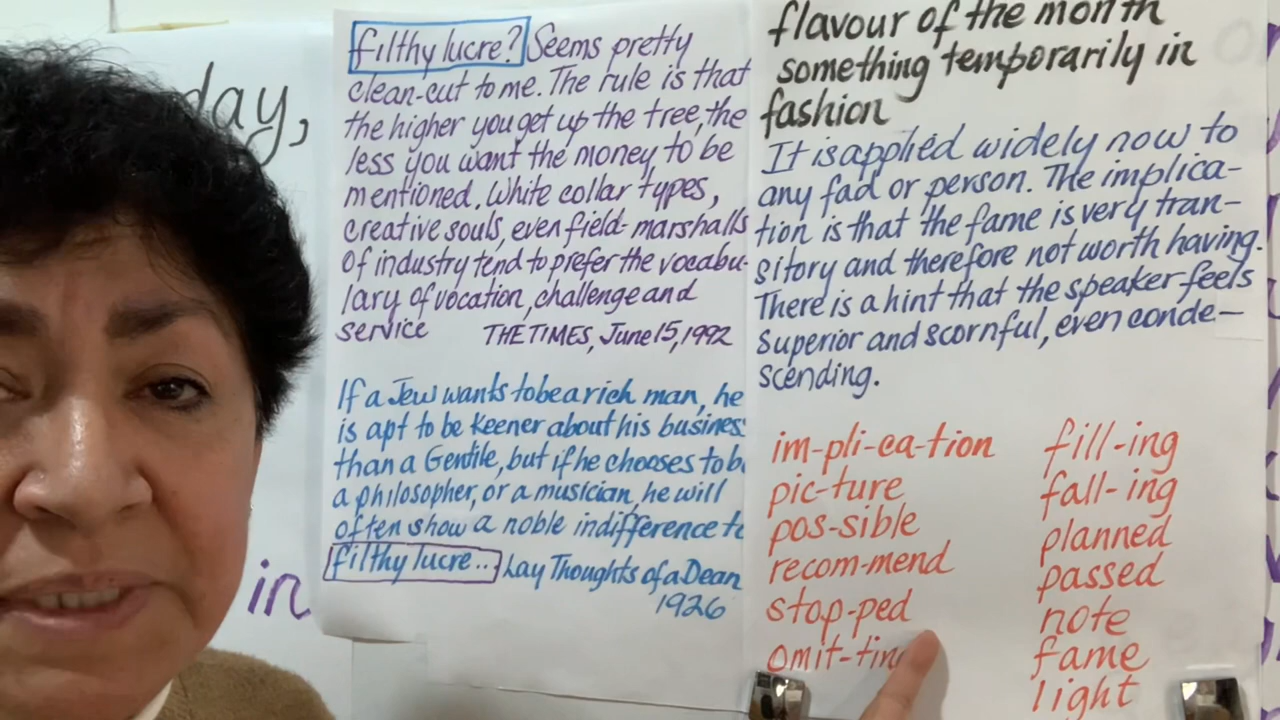 day,
in
filthy lucre? Seems pretty
clean-cut to me. The rule is that
the higher you get up the tree, the
less you want the money to be
mentioned. White collar types,
creative souls, even field-marshalls
of industry tend to prefer the vocabu-
lary of vocation, challenge and
service THE TIMES, June 15, 1992
If a Jew wants to be a rich man, he
is apt to be keener about his business
than a Gentile, but if he chooses to b
a philosopher, or a musician, he will
often show a noble indifference to
filthy lucre... Lay Thoughts of a Dean
1926
flavour of the month
something temporarily in
fashion
It is applied widely now to
any fad or person. The implica-
tion is that the fame is very tran-
sitory and therefore not worth having.
There is a hint that the speaker feels
superior and scornful, even conde-
scending.
im-pli-ca-tion
pic-ture
pos-sible
recom-mend
stop-ped
omit-tin
fill-ing
fall-ing
planned
passed
note
fame
light